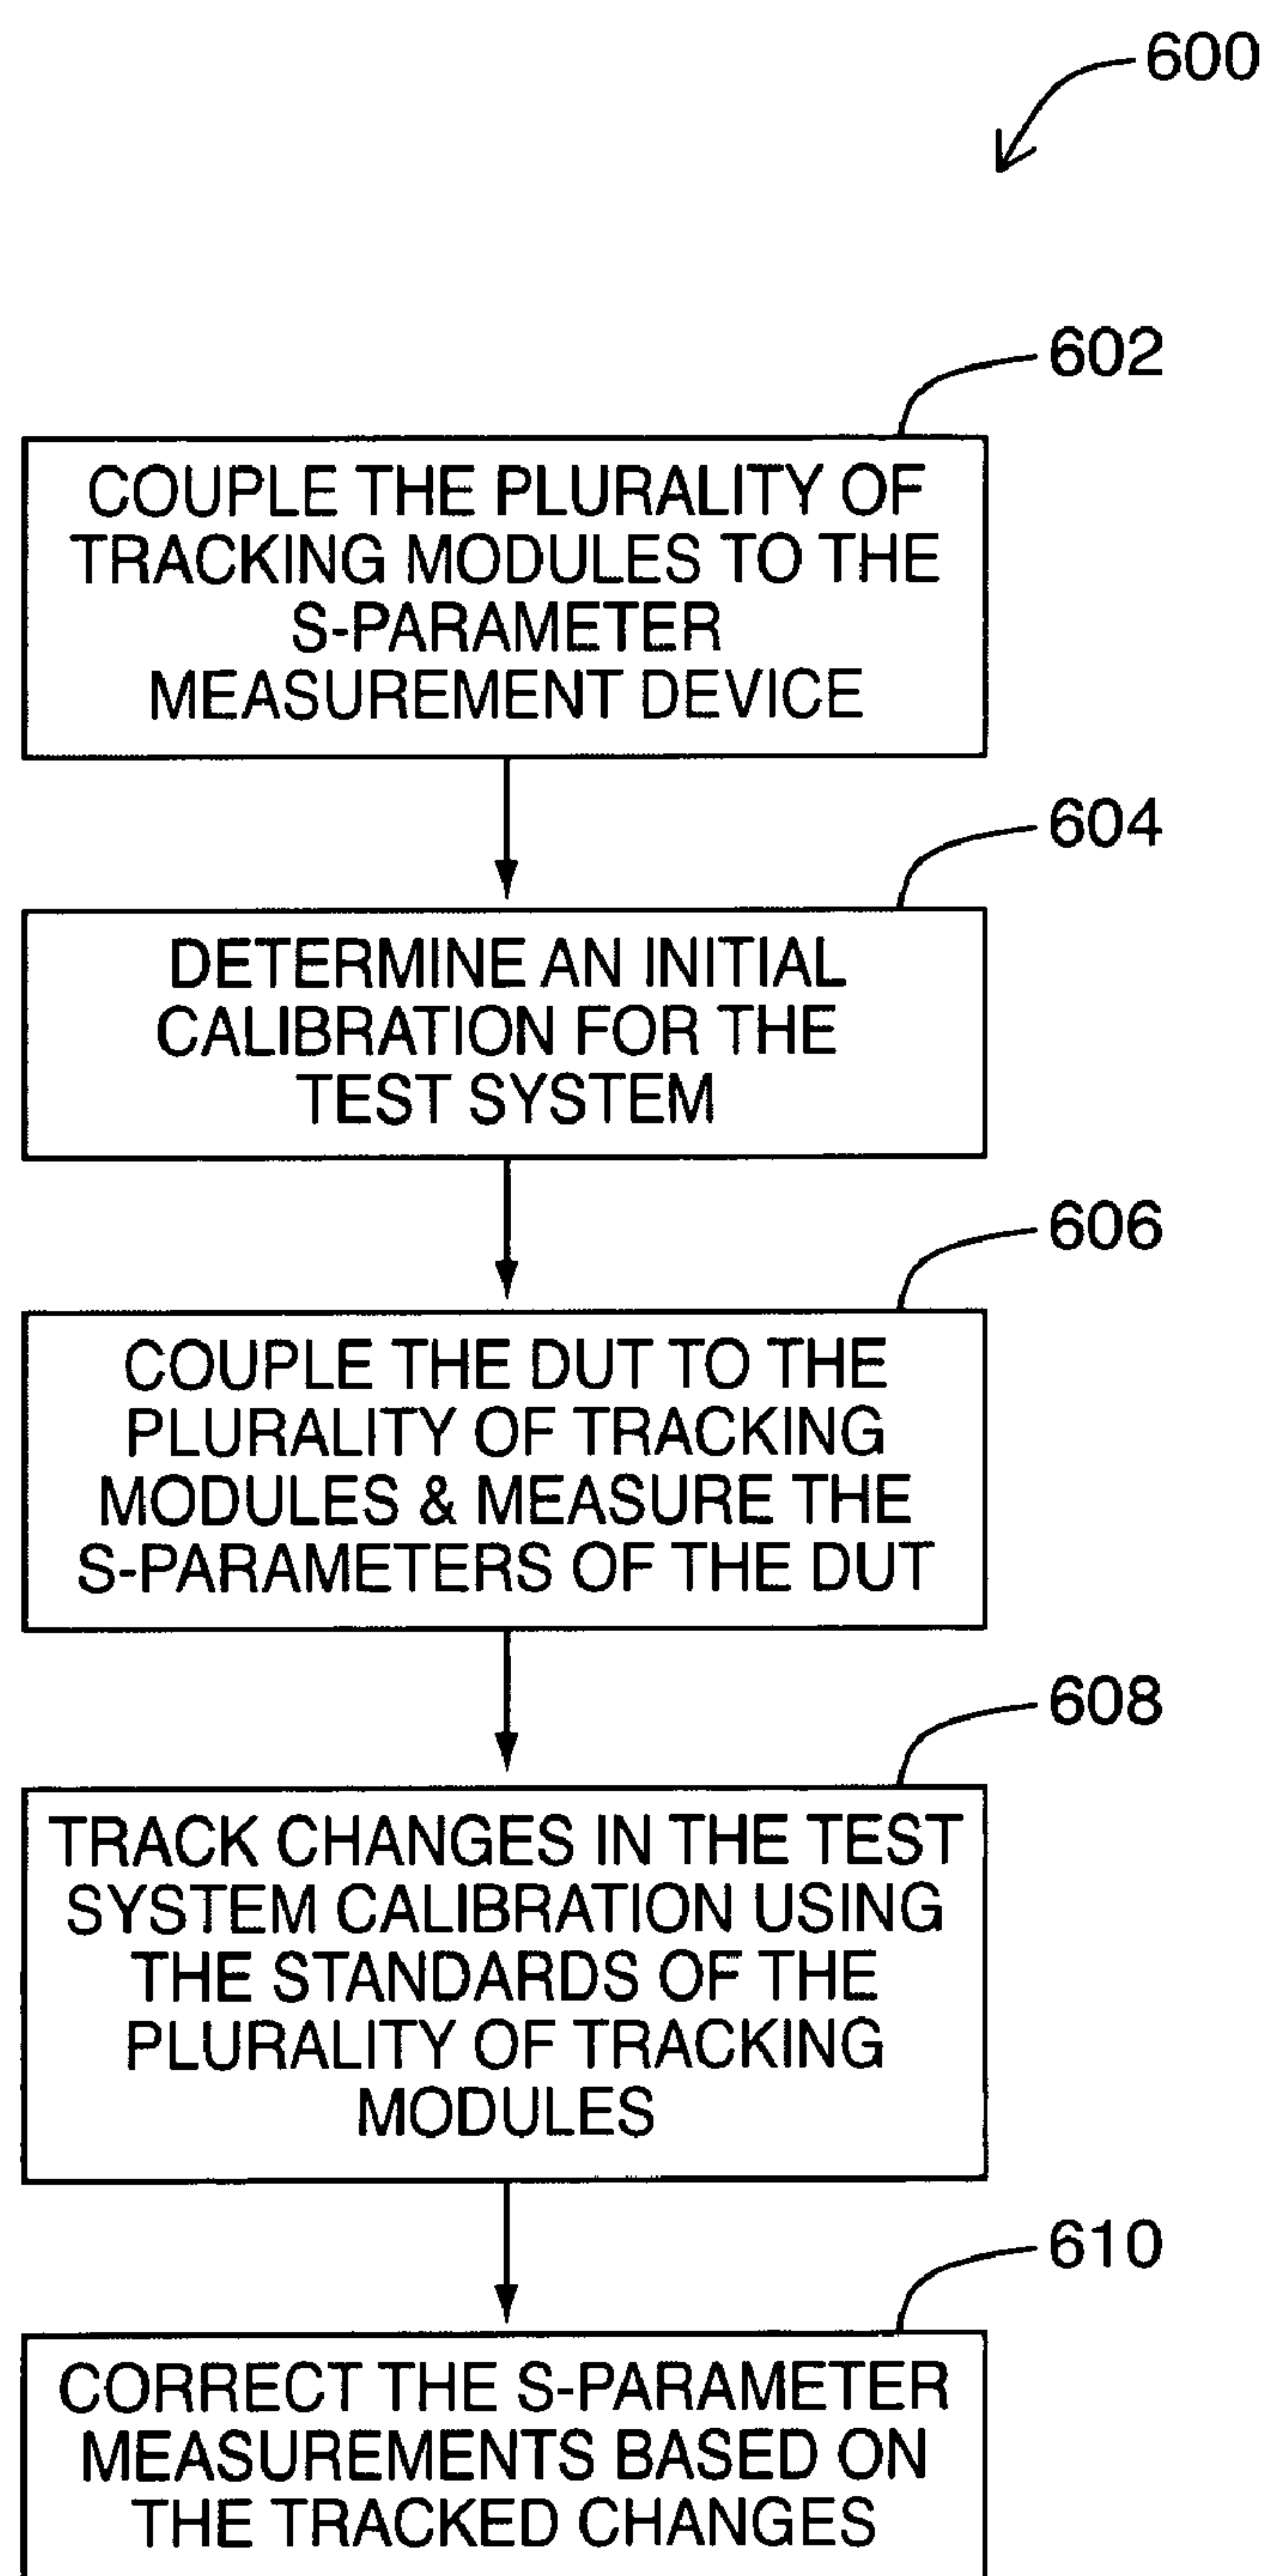 600
602
COUPLE THE PLURALITY OF
TRACKING MODULES TO THE
S-PARAMETER
MEASUREMENT DEVICE
604
DETERMINE AN INITIAL
CALIBRATION FOR THE
TEST SYSTEM
606
COUPLE THE DUT TO THE
PLURALITY OF TRACKING
MODULES & MEASURE THE
S-PARAMETERS OF THE DUT
608
TRACK CHANGES IN THE TEST
SYSTEM CALIBRATION USING
THE STANDARDS OF THE
PLURALITY OF TRACKING
MODULES
610
CORRECT THE S-PARAMETER
MEASUREMENTS BASED ON
THE TRACKED CHANGES